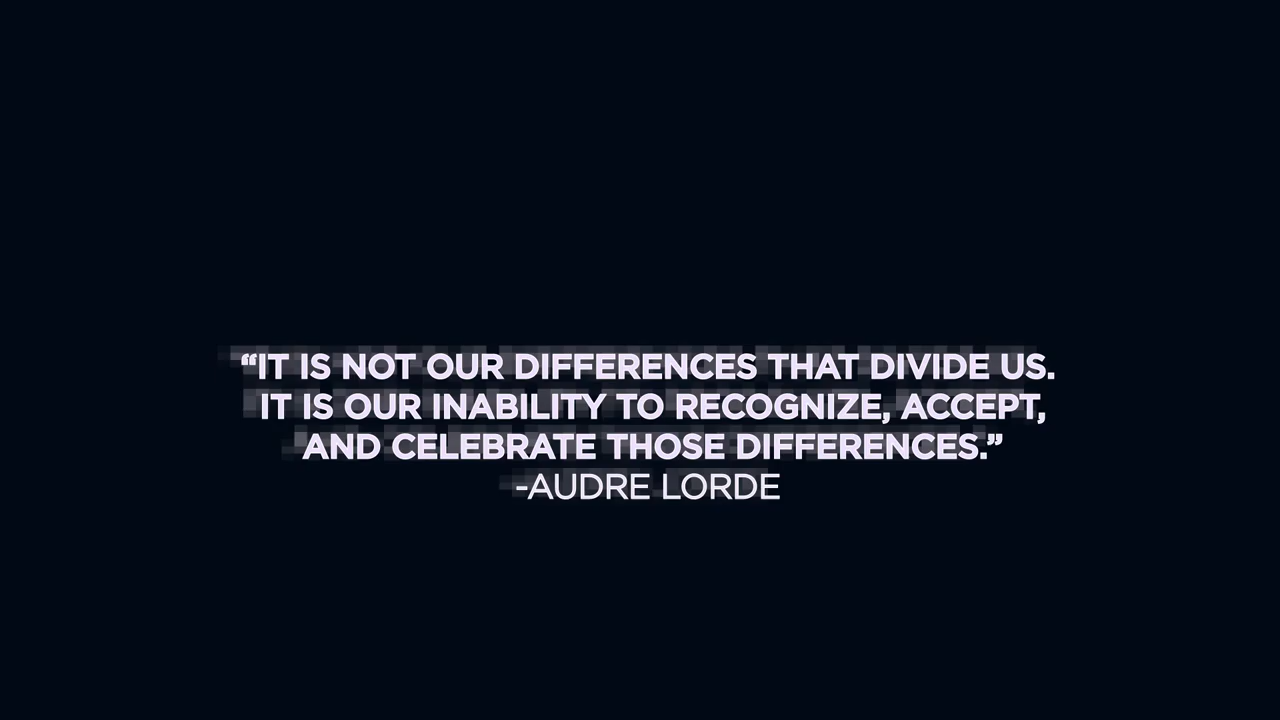 “IT IS NOT OUR DIFFERENCES THAT DIVIDE US.
IT IS OUR INABILITY TO RECOGNIZE, ACCEPT,
AND CELEBRATE THOSE DIFFERENCES.”
-AUDRE LORDE